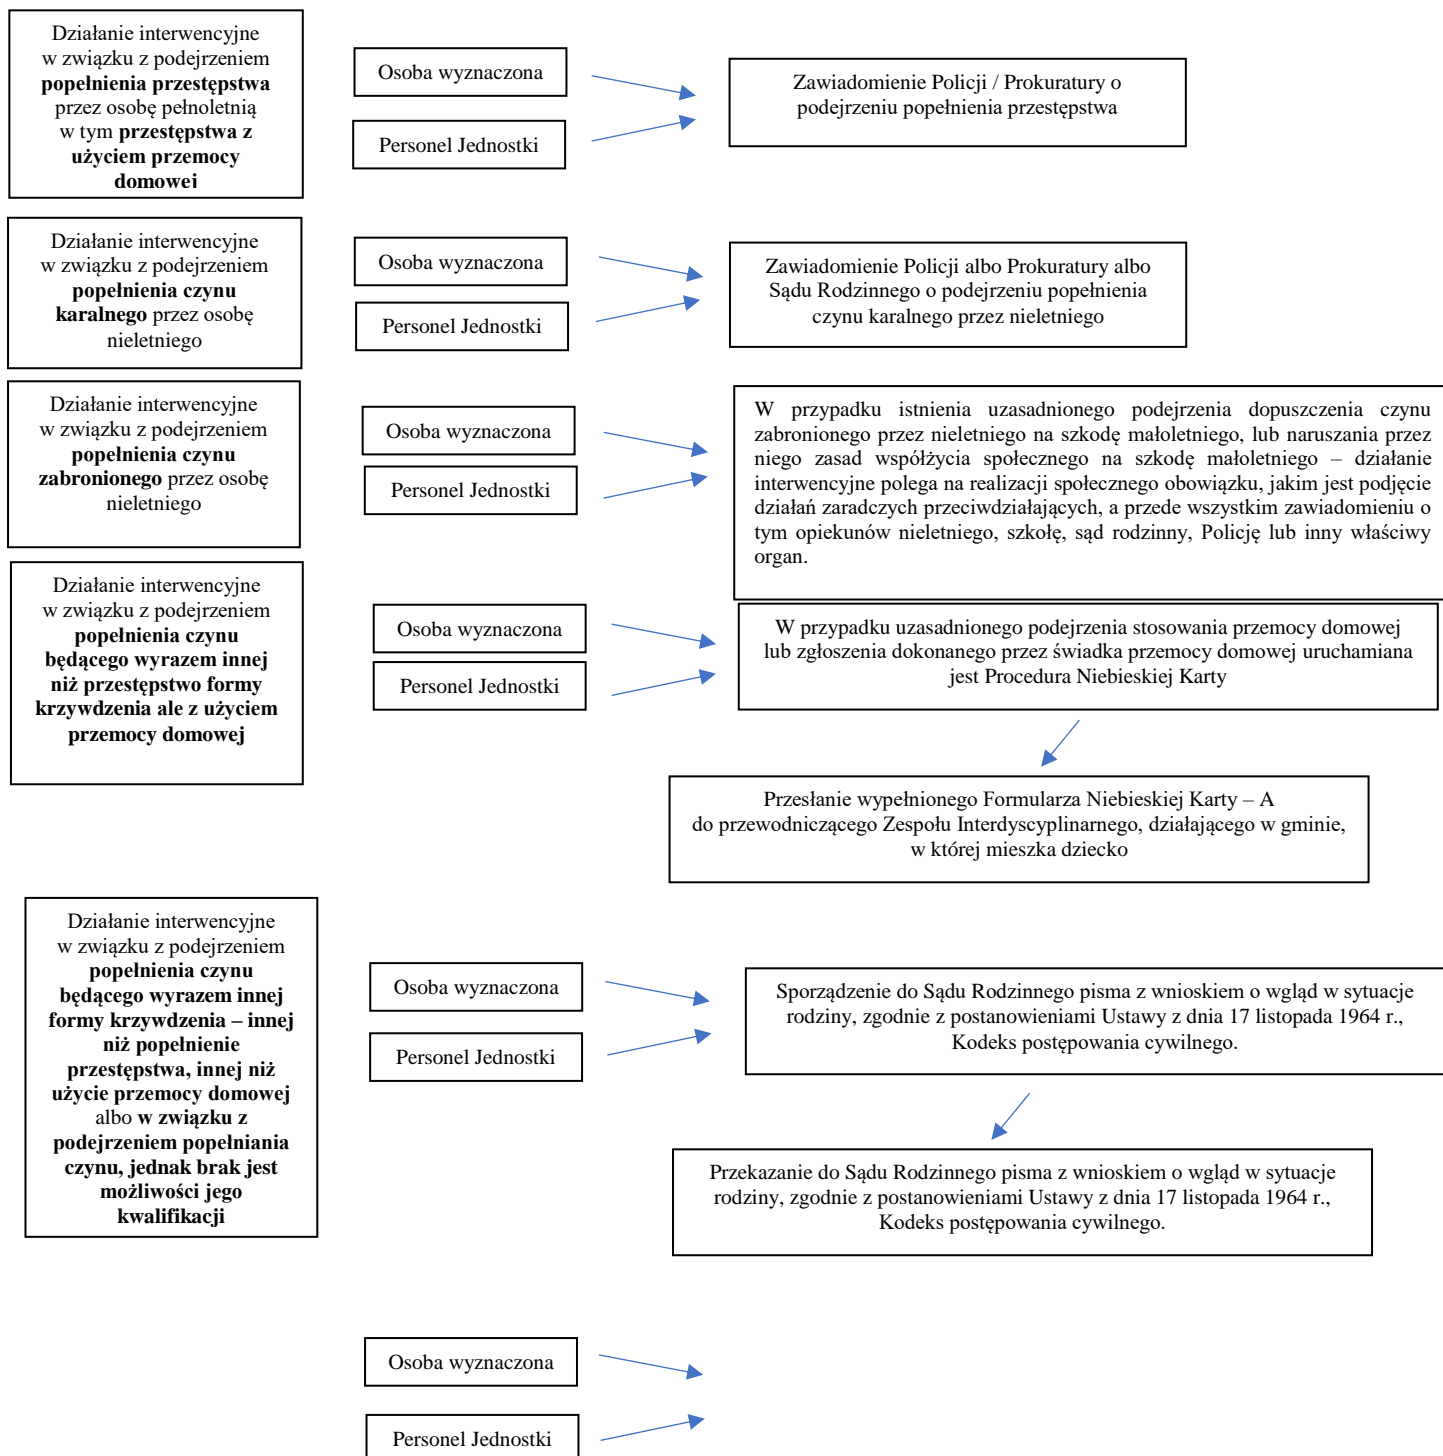 Działanie interwencyjne
w związku z podejrzeniem
popełnienia przestępstwa
przez osobę pełnoletnią
w tym przestępstwa z
użyciem przemocy
domowej
Osoba wyznaczona
Personel Jednostki
Zawiadomienie Policji / Prokuratury o
podejrzeniu popełnienia przestępstwa
Działanie interwencyjne
w związku z podejrzeniem
popełnienia czynu
karalnego przez osobę
nieletniego
Osoba wyznaczona
Personel Jednostki
Zawiadomienie Policji albo Prokuratury albo
Sądu Rodzinnego o podejrzeniu popełnienia
czynu karalnego przez nieletniego
Działanie interwencyjne
w związku z podejrzeniem
popełnienia czynu
zabronionego przez osobę
nieletniego
Osoba wyznaczona
Personel Jednostki
W przypadku istnienia uzasadnionego podejrzenia dopuszczenia czynu
zabronionego przez nieletniego na szkodę małoletniego, lub naruszania przez
niego zasad współżycia społecznego na szkodę małoletniego – działanie
interwencyjne polega na realizacji społecznego obowiązku, jakim jest podjęcie
działań zaradczych przeciwdziałających, a przede wszystkim zawiadomieniu o
tym opiekunów nieletniego, szkołę, sąd rodzinny, Policję lub inny właściwy
organ.
Działanie interwencyjne
w związku z podejrzeniem
popełnienia czynu
będącego wyrazem innej
niż przestępstwo formy
krzywdzenia ale z użyciem
przemocy domowej
Osoba wyznaczona
Personel Jednostki
W przypadku uzasadnionego podejrzenia stosowania przemocy domowej
lub zgłoszenia dokonanego przez świadka przemocy domowej uruchamiana
jest Procedura Niebieskiej Karty
Przesłanie wypełnionego Formularza Niebieskiej Karty – A
do przewodniczącego Zespołu Interdyscyplinarnego, działającego w gminie,
w której mieszka dziecko
Działanie interwencyjne
w związku z podejrzeniem
popełnienia czynu
będącego wyrazem innej
formy krzywdzenia – innej
niż popełnienie
przestępstwa, innej niż
użycie przemocy domowej
albo w związku z
podejrzeniem popełniania
czynu, jednak brak jest
możliwości jego
kwalifikacji
Osoba wyznaczona
Personel Jednostki
Sporządzenie do Sądu Rodzinnego pisma z wnioskiem o wgląd w sytuacje
rodziny, zgodnie z postanowieniami Ustawy z dnia 17 listopada 1964 r.,
Kodeks postępowania cywilnego.
Przekazanie do Sądu Rodzinnego pisma z wnioskiem o wgląd w sytuacje
rodziny, zgodnie z postanowieniami Ustawy z dnia 17 listopada 1964 r.,
Kodeks postępowania cywilnego.
Osoba wyznaczona
Personel Jednostki